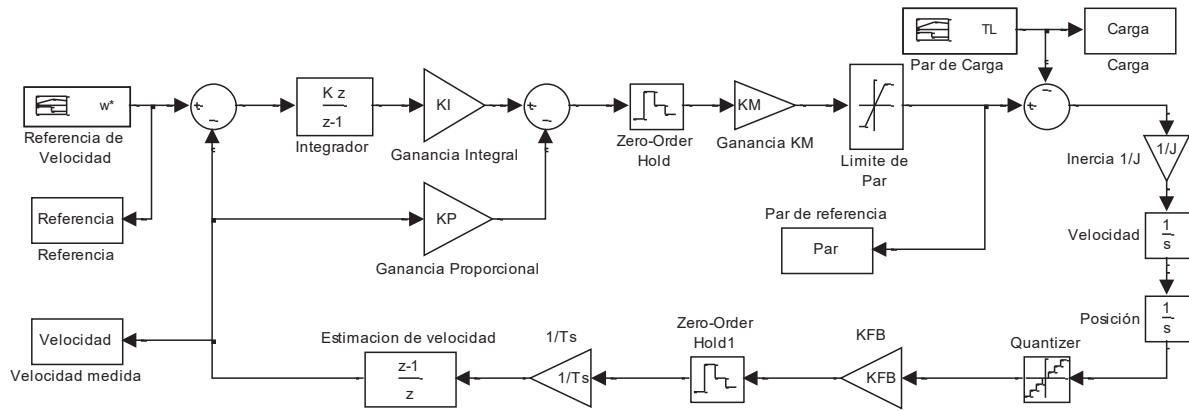 TL
Carga
Par de Carga
Carga
w*
Referencia de
Velocidad
+
-
K z
z-1
Integrador
KI
Ganancia Integral
+
-
Zero-Order
Hold
KM
Ganancia KM
Limite de
Par
+
-
Inercia 1/J
1/J
Referencia
Referencia
KP
Ganancia Proporcional
Par de referencia
Par
Velocidad
1
s
Posición
1
s
Velocidad
Velocidad medida
Estimacion de velocidad
z-1
z
1/Ts
1/Ts
Zero-Order
Hold1
KFB
KFB
Quantizer